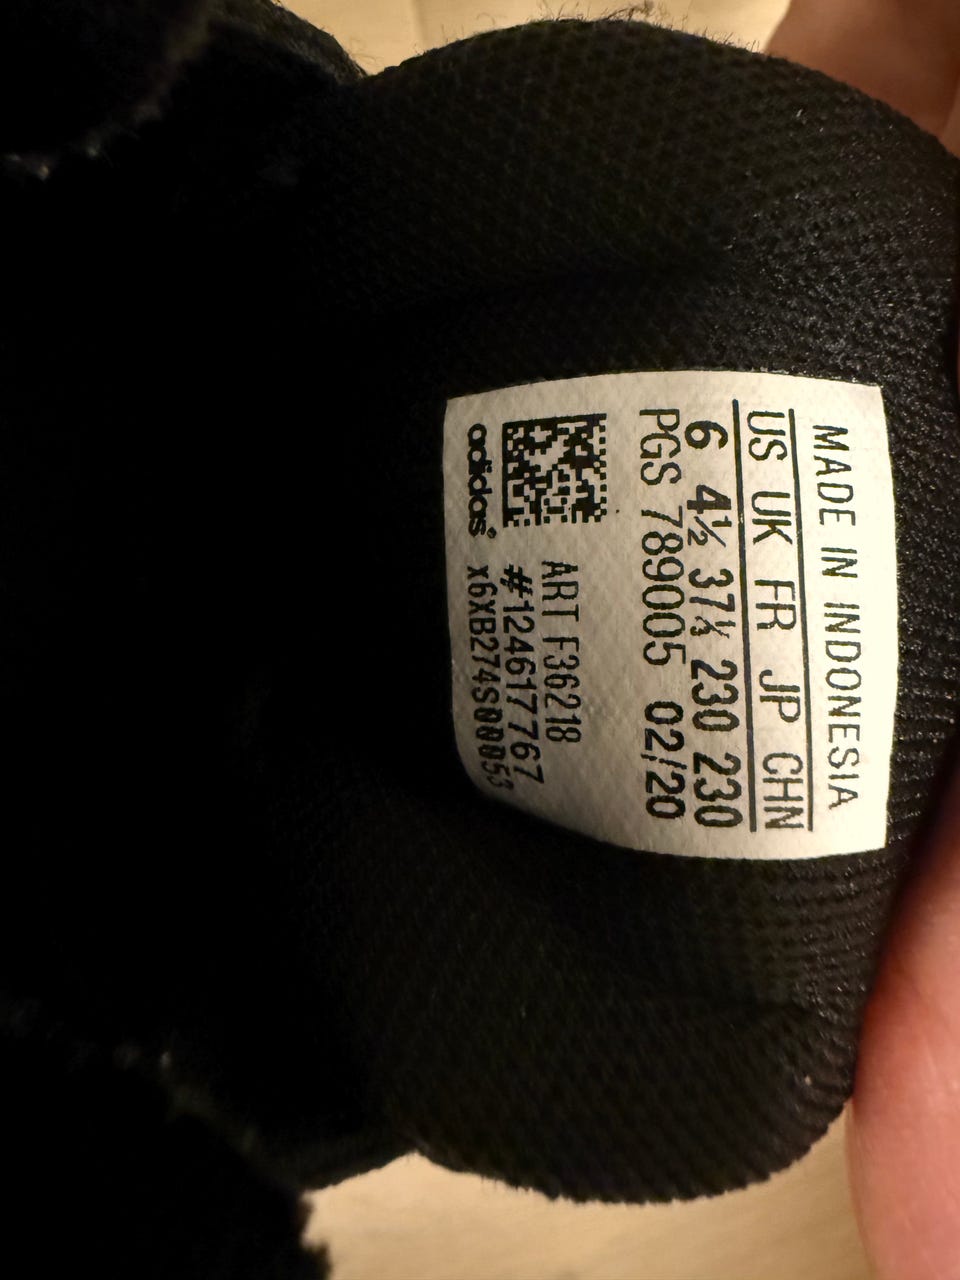 MADE IN INDONESIA
US UK FR JP CHN
6 4½ 37⅓ 230 230
PGS 789005 02/20
ART F36218
#124617767
adidas® x6XB274S00053